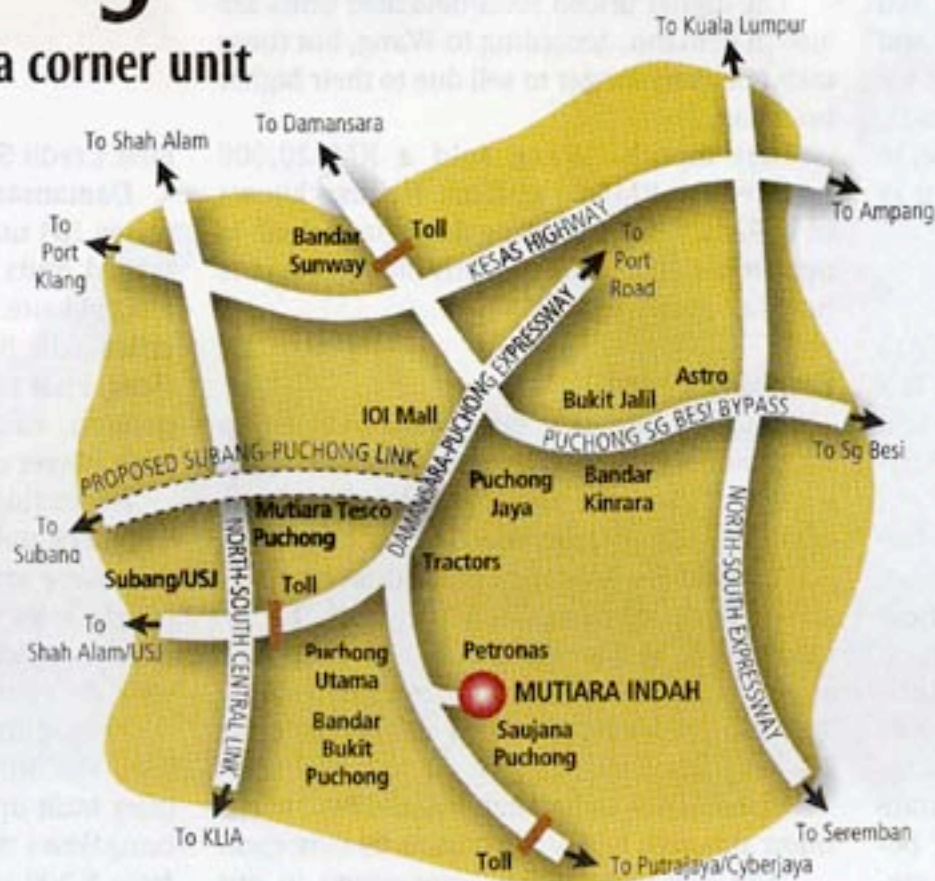 a corner unit
To Kuala Lumpur
To Damansara
To Shah Alam
To Ampang
To
Port
Klang
Bandar
Sunway
Toll
KESAS HIGHWAY
To
Port
Road
DAMANSARA-PUCHONG EXPRESSWAY
Astro
Bukit Jalil
IOI Mall
PUCHONG SG BESI BYPASS
To Sg Besi
PROPOSED SUBANG-PUCHONG LINK
Puchong
Jaya
Bandar
Kinrara
To
Subang
Mutiara Tesco
Puchong
Tractors
Subang/USJ
Toll
NORTH-SOUTH CENTRAL LINK
NORTH-SOUTH EXPRESSWAY
To
Shah Alam/USJ
Puchong
Utama
Petronas
MUTIARA INDAH
Saujana
Puchong
Bandar
Bukit
Puchong
To KLIA
To Seremban
Toll
To Putrajaya/Cyberjaya